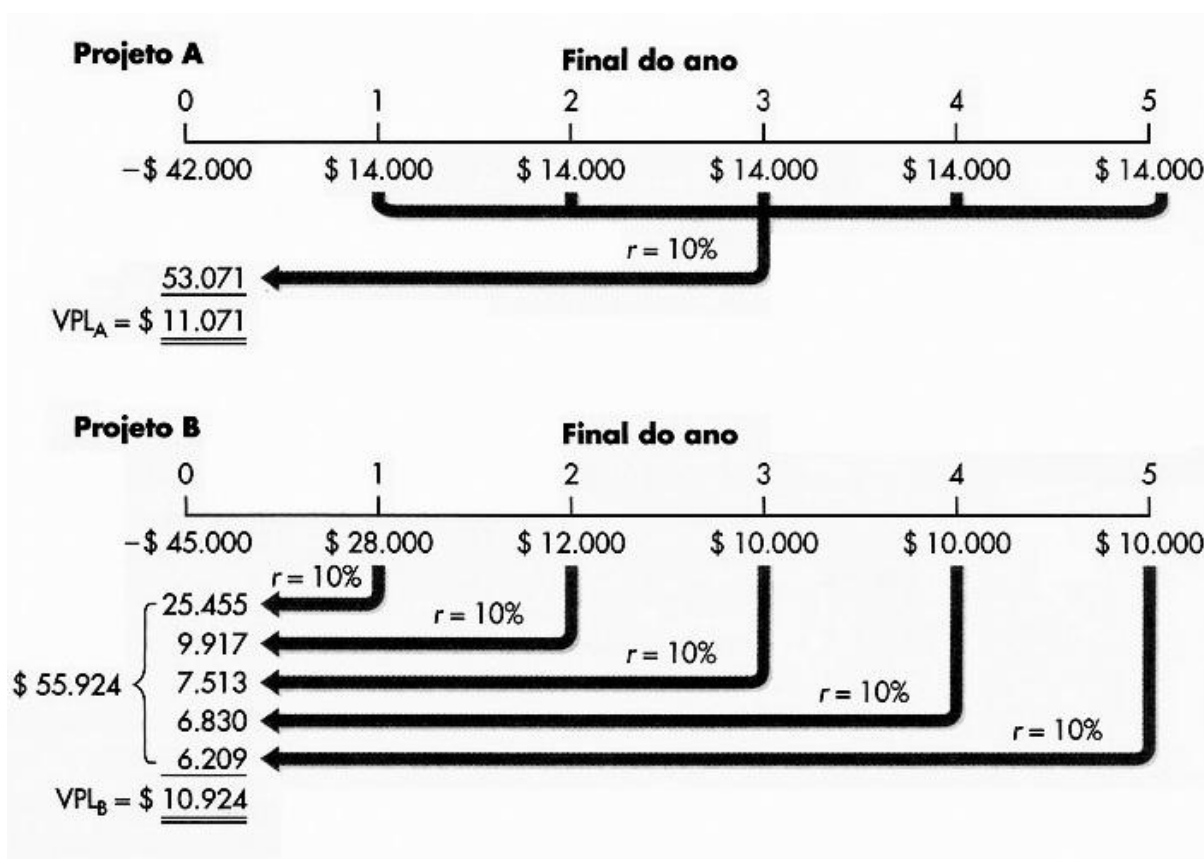 Projeto A
Final do ano
0 1 2 3 4 5
–$ 42.000 $ 14.000 $ 14.000 $ 14.000 $ 14.000 $ 14.000
r = 10%
53.071
VPLA = $ 11.071
Projeto B
Final do ano
0 1 2 3 4 5
–$ 45.000 $ 28.000 $ 12.000 $ 10.000 $ 10.000 $ 10.000
r = 10%
25.455
r = 10%
9.917
r = 10%
$ 55.924 7.513
r = 10%
6.830
r = 10%
6.209
VPLB = $ 10.924